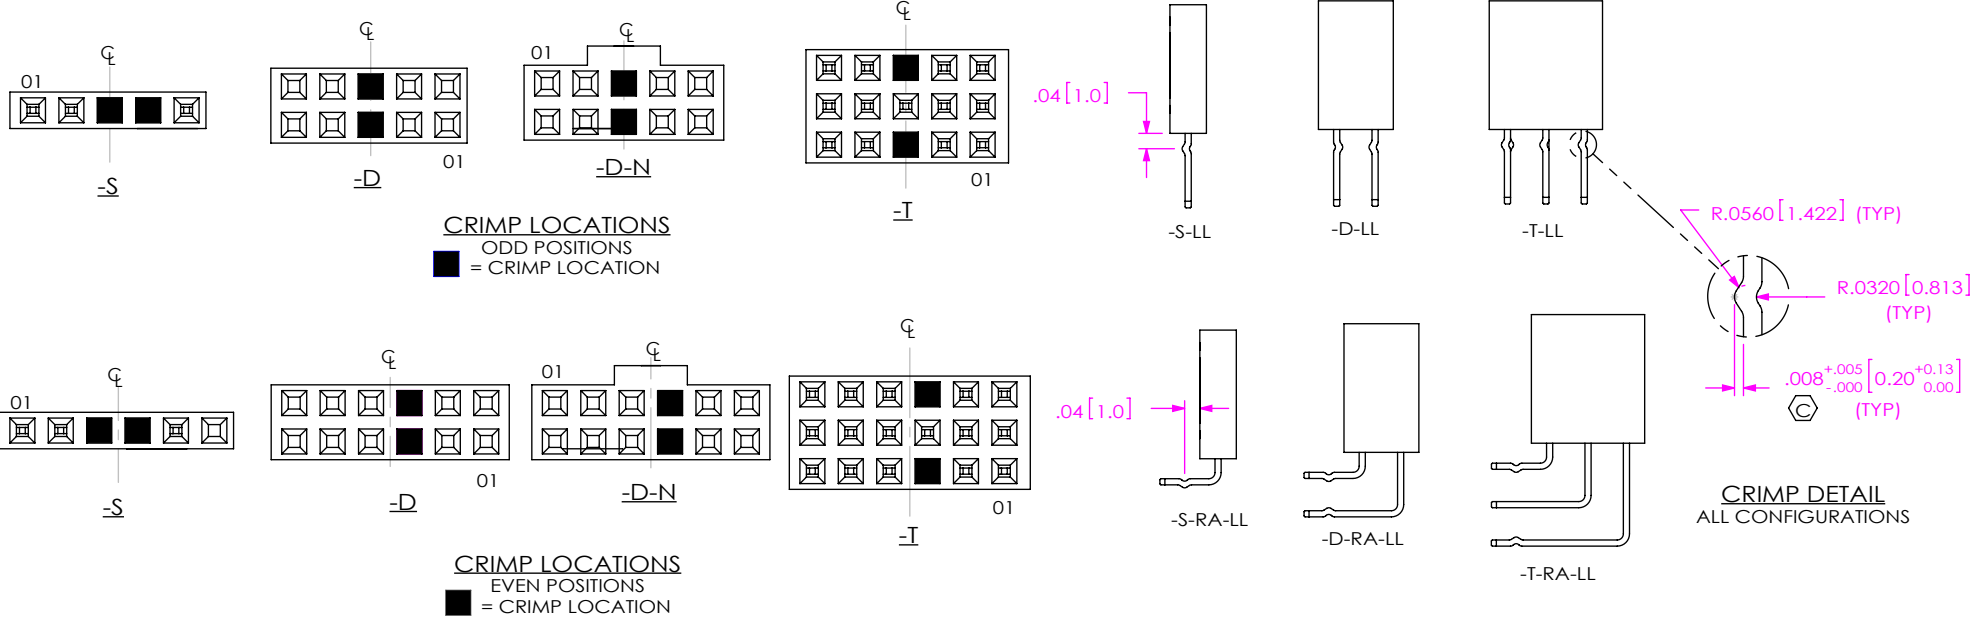 01
℄
-S
℄
-D
01
01
℄
-D-N
℄
-T
01
CRIMP LOCATIONS
ODD POSITIONS
= CRIMP LOCATION
.04[1.0]
-S-LL
-D-LL
-T-LL
R.0560[1.422] (TYP)
R.0320[0.813]
(TYP)
.008 +.005 -.000 [0.20 +0.13 0.00]
C
(TYP)
01
℄
-S
℄
-D
01
01
℄
-D-N
℄
-T
01
CRIMP LOCATIONS
EVEN POSITIONS
= CRIMP LOCATION
.04[1.0]
-S-RA-LL
-D-RA-LL
-T-RA-LL
CRIMP DETAIL
ALL CONFIGURATIONS